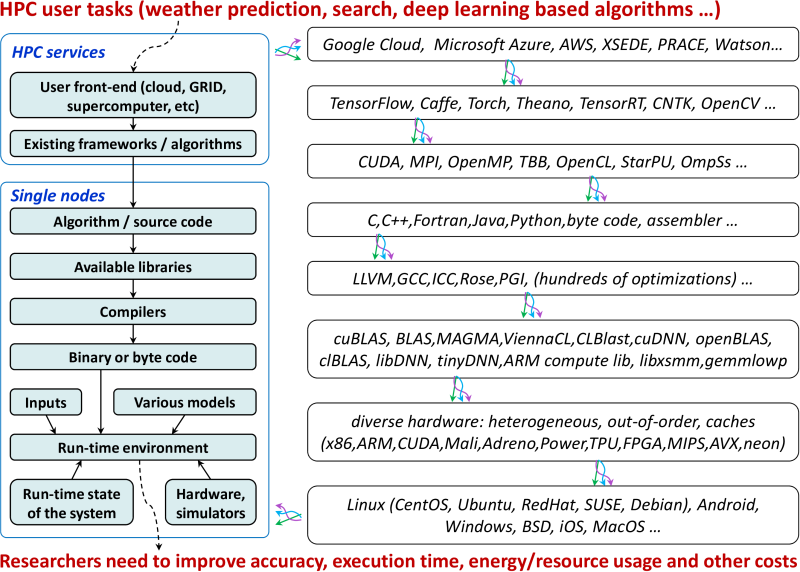 HPC user tasks (weather prediction, search, deep learning based algorithms ...)
HPC services
User front-end (cloud, GRID,
supercomputer, etc)
Existing frameworks / algorithms
Single nodes
Algorithm / source code
Available libraries
Compilers
Binary or byte code
Inputs
Various models
Run-time environment
Run-time state
of the system
Hardware,
simulators
Google Cloud, Microsoft Azure, AWS, XSEDE, PRACE, Watson...
TensorFlow, Caffe, Torch, Theano, TensorRT, CNTK, OpenCV ...
CUDA, MPI, OpenMP, TBB, OpenCL, StarPU, OmpSs ...
C,C++,Fortran,Java,Python,byte code, assembler ...
LLVM,GCC,ICC,Rose,PGI, (hundreds of optimizations) ...
cuBLAS, BLAS,MAGMA,ViennaCL,CLBlast,cuDNN, openBLAS,
clBLAS, libDNN, tinyDNN,ARM compute lib, libxsmm,gemmlowp
diverse hardware: heterogeneous, out-of-order, caches
(x86,ARM,CUDA,Mali,Adreno,Power,TPU,FPGA,MIPS,AVX,neon)
Linux (CentOS, Ubuntu, RedHat, SUSE, Debian), Android,
Windows, BSD, iOS, MacOS ...
Researchers need to improve accuracy, execution time, energy/resource usage and other costs